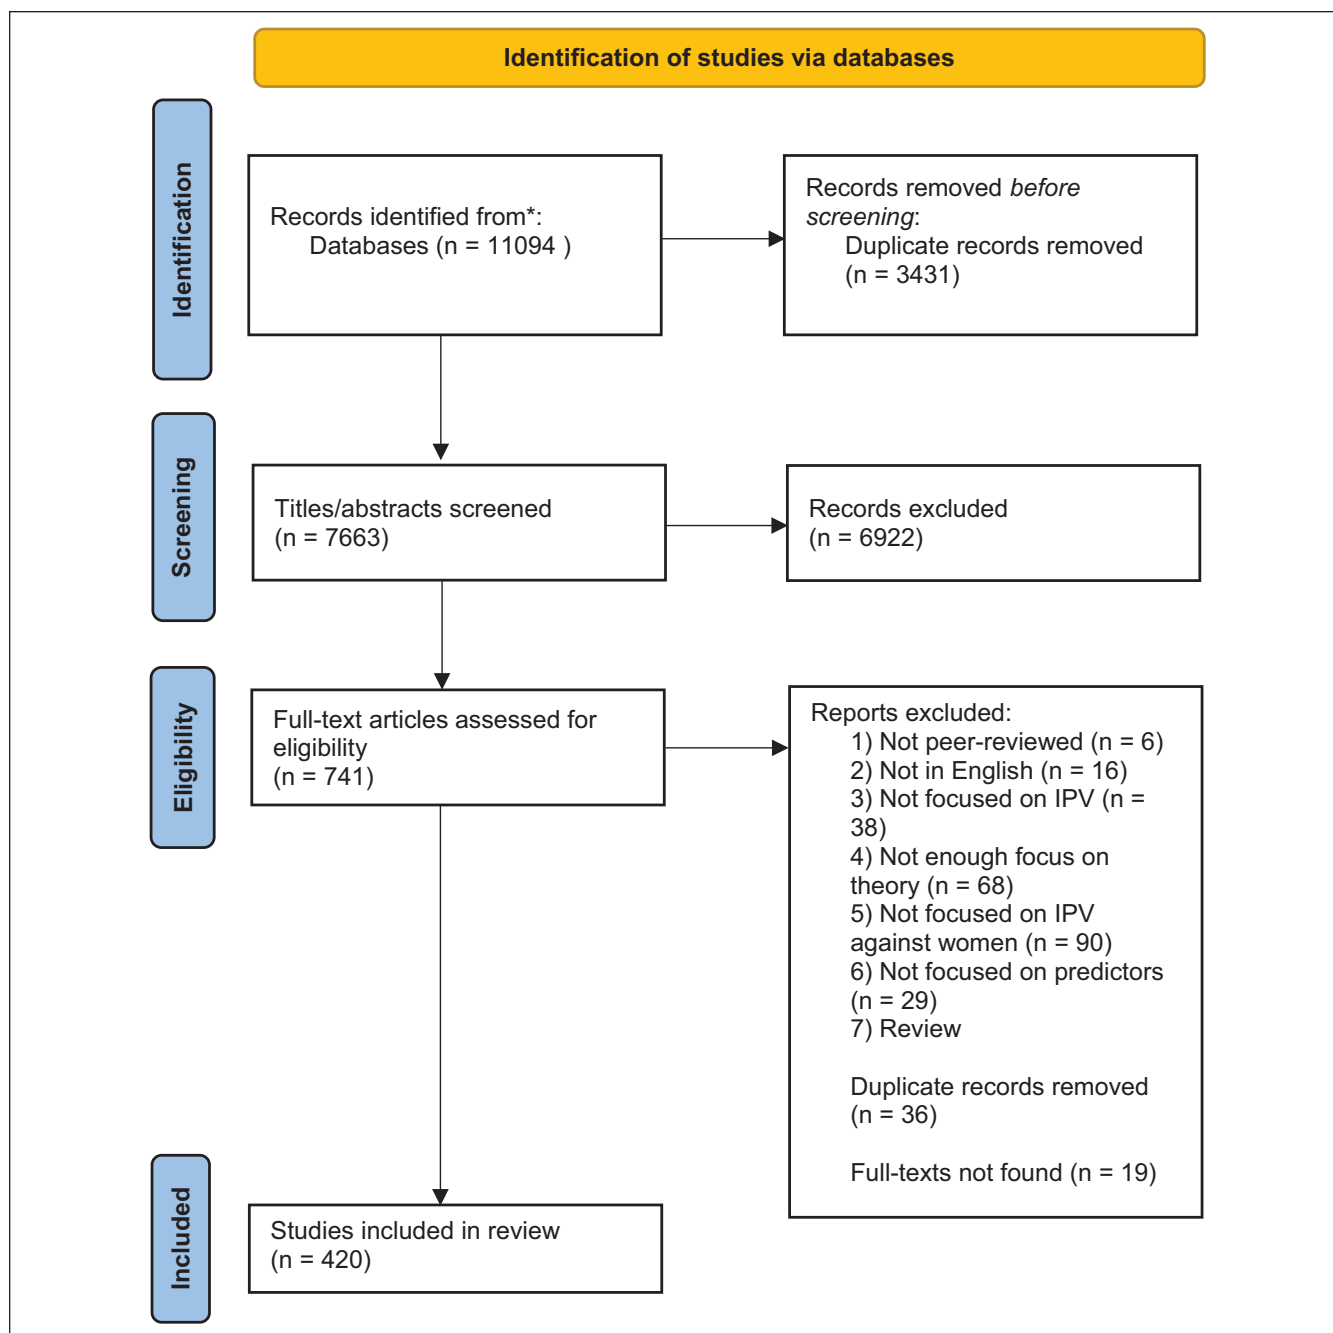 Identification of studies via databases
Identification
Records identified from*:
Databases (n = 11094 )
Records removed before
screening:
Duplicate records removed
(n = 3431)
Screening
Titles/abstracts screened
(n = 7663)
Records excluded
(n = 6922)
Eligibility
Full-text articles assessed for
eligibility
(n = 741)
Reports excluded:
1) Not peer-reviewed (n = 6)
2) Not in English (n = 16)
3) Not focused on IPV (n =
38)
4) Not enough focus on
theory (n = 68)
5) Not focused on IPV
against women (n = 90)
6) Not focused on predictors
(n = 29)
7) Review
Duplicate records removed
(n = 36)
Full-texts not found (n = 19)
Included
Studies included in review
(n = 420)